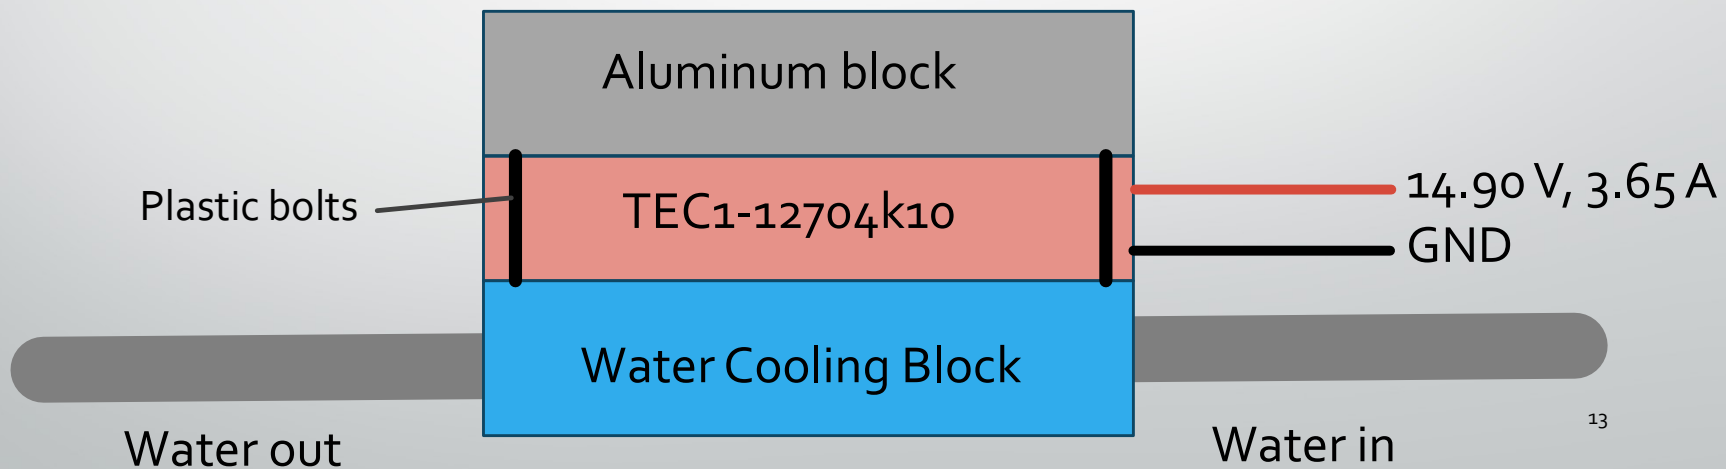 Aluminum block
Plastic bolts
TEC1-12704k10
14.90 V, 3.65 A
GND
Water Cooling Block
Water out
Water in
13